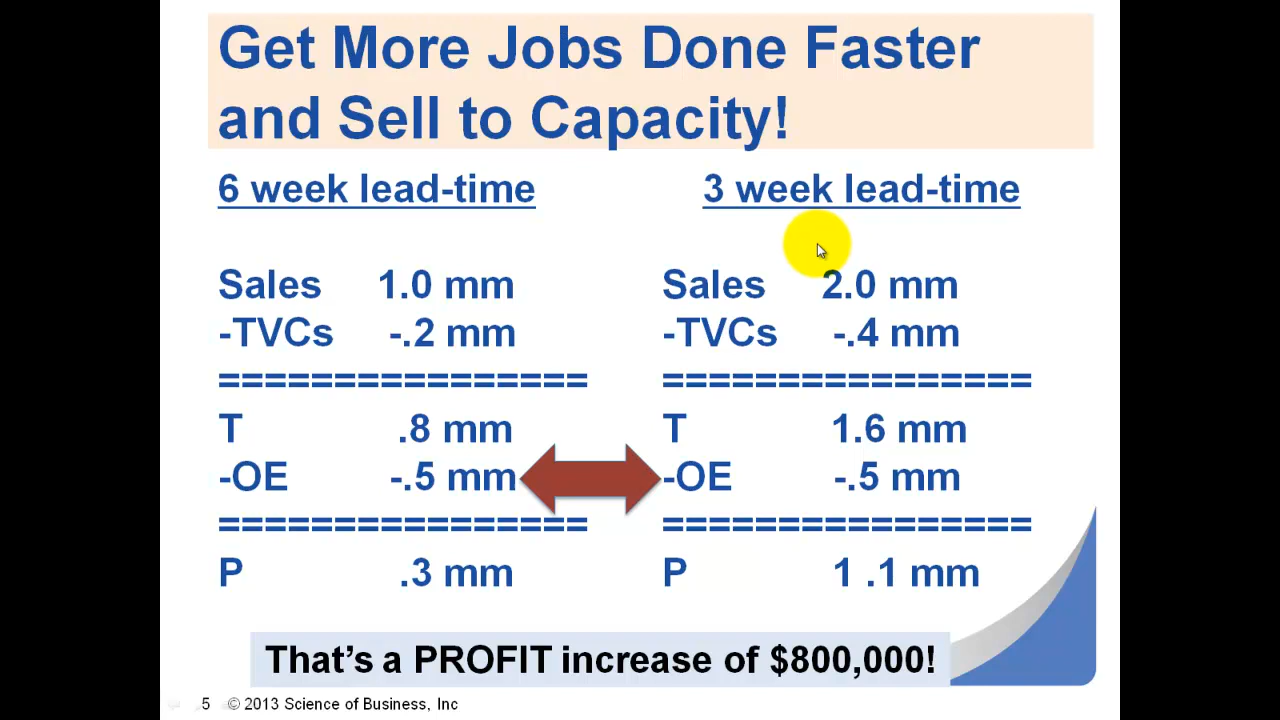 Get More Jobs Done Faster
and Sell to Capacity!
6 week lead-time
Sales 1.0 mm
-TVCs -.2 mm
================
T .8 mm
-OE -.5 mm
================
P .3 mm
3 week lead-time
Sales 2.0 mm
-TVCs -.4 mm
================
T 1.6 mm
-OE -.5 mm
================
P 1 .1 mm
That's a PROFIT increase of $800,000!
5 © 2013 Science of Business, Inc